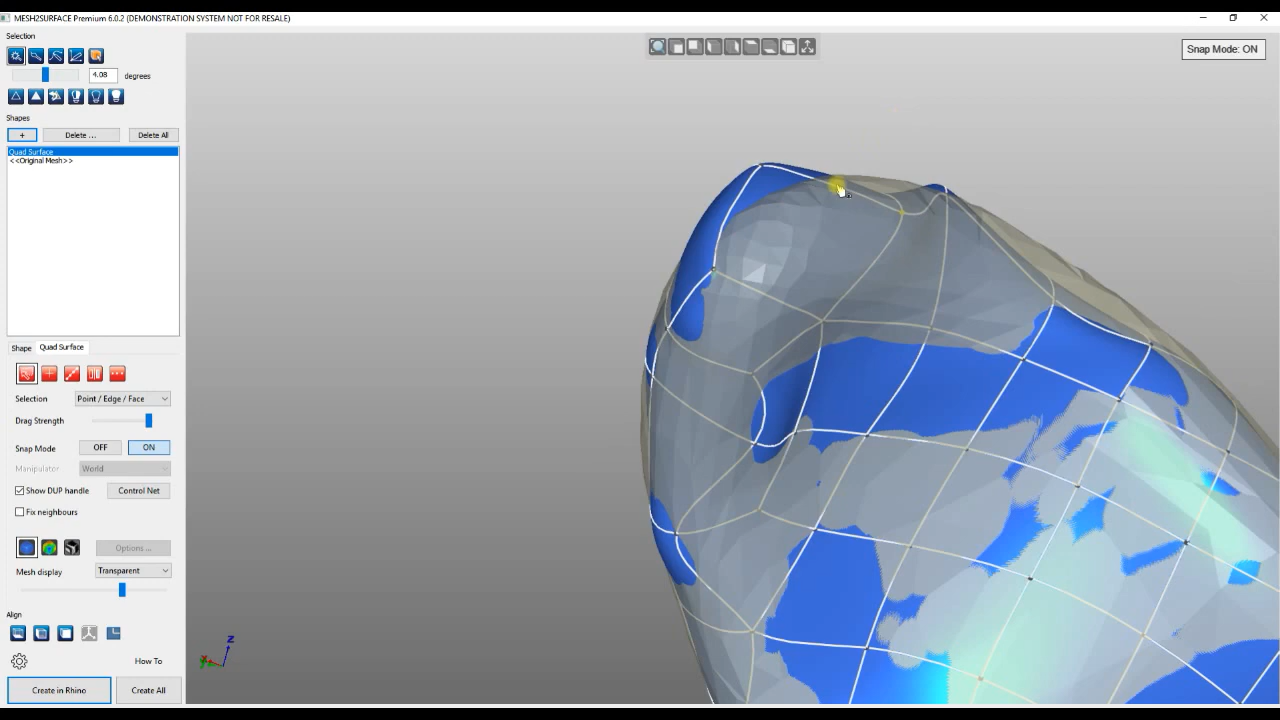 MESH2SURFACE Premium 6.0.2 (DEMONSTRATION SYSTEM NOT FOR RESALE)
Selection
Snap Mode: ON
4.08 degrees
Shapes
+ Delete ... Delete All
Quad Surface
<<Original Mesh>>
Shape Quad Surface
Selection Point / Edge / Face
Drag Strength
Snap Mode OFF ON
Manipulator World
Show DUP handle Control Net
Fix neighbours
Options ...
Mesh display Transparent
Align
z
How To
Create in Rhino Create All